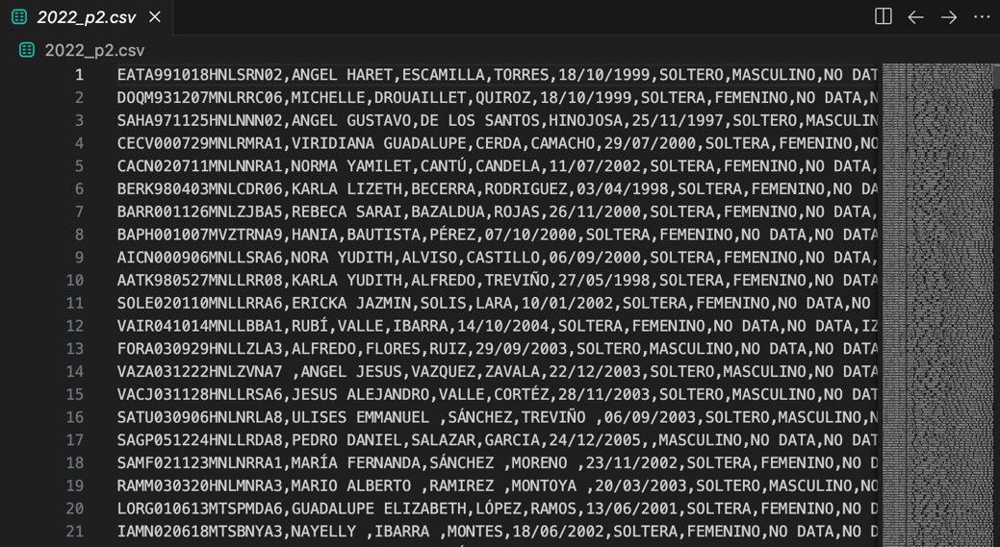 2022_p2.csv
2022_p2.csv
1 EATA991018HNLSRN02,ANGEL HARET,ESCAMILLA,TORRES,18/10/1999,SOLTERO,MASCULINO,NO DAT
2 DOQM931207MNLRRC06,MICHELLE,DROUAILLET,QUIROZ,18/10/1999,SOLTERA,FEMENINO,NO DATA,N
3 SAHA971125HNLNNN02,ANGEL GUSTAVO,DE LOS SANTOS,HINOJOSA,25/11/1997,SOLTERO,MASCULIN
4 CECV000729MNLRMRA1,VIRIDIANA GUADALUPE,CERDA,CAMACHO,29/07/2000,SOLTERA,FEMENINO,NO
5 CACN020711MNLNNRA1,NORMA YAMILET,CANTÚ,CANDELA,11/07/2002,SOLTERA,FEMENINO,NO DATA,
6 BERK980403MNLCDR06,KARLA LIZETH,BECERRA,RODRIGUEZ,03/04/1998,SOLTERA,FEMENINO,NO DA
7 BARR001126MNLZJBA5,REBECA SARAI,BAZALDUA,ROJAS,26/11/2000,SOLTERA,FEMENINO,NO DATA,
8 BAPH001007MVZTRNA9,HANIA,BAUTISTA,PÉREZ,07/10/2000,SOLTERA,FEMENINO,NO DATA,NO DATA
9 AICN000906MNLLSRA6,NORA YUDITH,ALVISO,CASTILLO,06/09/2000,SOLTERA,FEMENINO,NO DATA,
10 AATK980527MNLLRR08,KARLA YUDITH,ALFREDO,TREVIÑO,27/05/1998,SOLTERA,FEMENINO,NO DATA
11 SOLE020110MNLLRRA6,ERICKA JAZMIN,SOLIS,LARA,10/01/2002,SOLTERA,FEMENINO,NO DATA,NO
12 VAIR041014MNLLBBA1,RUBÍ,VALLE,IBARRA,14/10/2004,SOLTERA,FEMENINO,NO DATA,NO DATA,IZ
13 FORA030929HNLLZLA3,ALFREDO,FLORES,RUIZ,29/09/2003,SOLTERO,MASCULINO,NO DATA,NO DATA
14 VAZA031222HNLZVNA7 ,ANGEL JESUS,VAZQUEZ,ZAVALA,22/12/2003,SOLTERO,MASCULINO,NO DATA
15 VACJ031128HNLLRSA6,JESUS ALEJANDRO,VALLE,CORTÉZ,28/11/2003,SOLTERO,MASCULINO,NO DAT
16 SATU030906HNLNRLA8,ULISES EMMANUEL ,SÁNCHEZ,TREVIÑO ,06/09/2003,SOLTERO,MASCULINO,N
17 SAGP051224HNLLRDA8,PEDRO DANIEL,SALAZAR,GARCIA,24/12/2005,,MASCULINO,NO DATA,NO DAT
18 SAMF021123MNLNRRA1,MARÍA FERNANDA,SÁNCHEZ ,MORENO ,23/11/2002,SOLTERA,FEMENINO,NO D
19 RAMM030320HNLMNRA3,MARIO ALBERTO ,RAMIREZ ,MONTOYA ,20/03/2003,SOLTERO,MASCULINO,NO
20 LORG010613MTSPMDA6,GUADALUPE ELIZABETH,LÓPEZ,RAMOS,13/06/2001,SOLTERA,FEMENINO,NO D
21 IAMN020618MTSBNYA3,NAYELLY ,IBARRA ,MONTES,18/06/2002,SOLTERA,FEMENINO,NO DATA,NO D